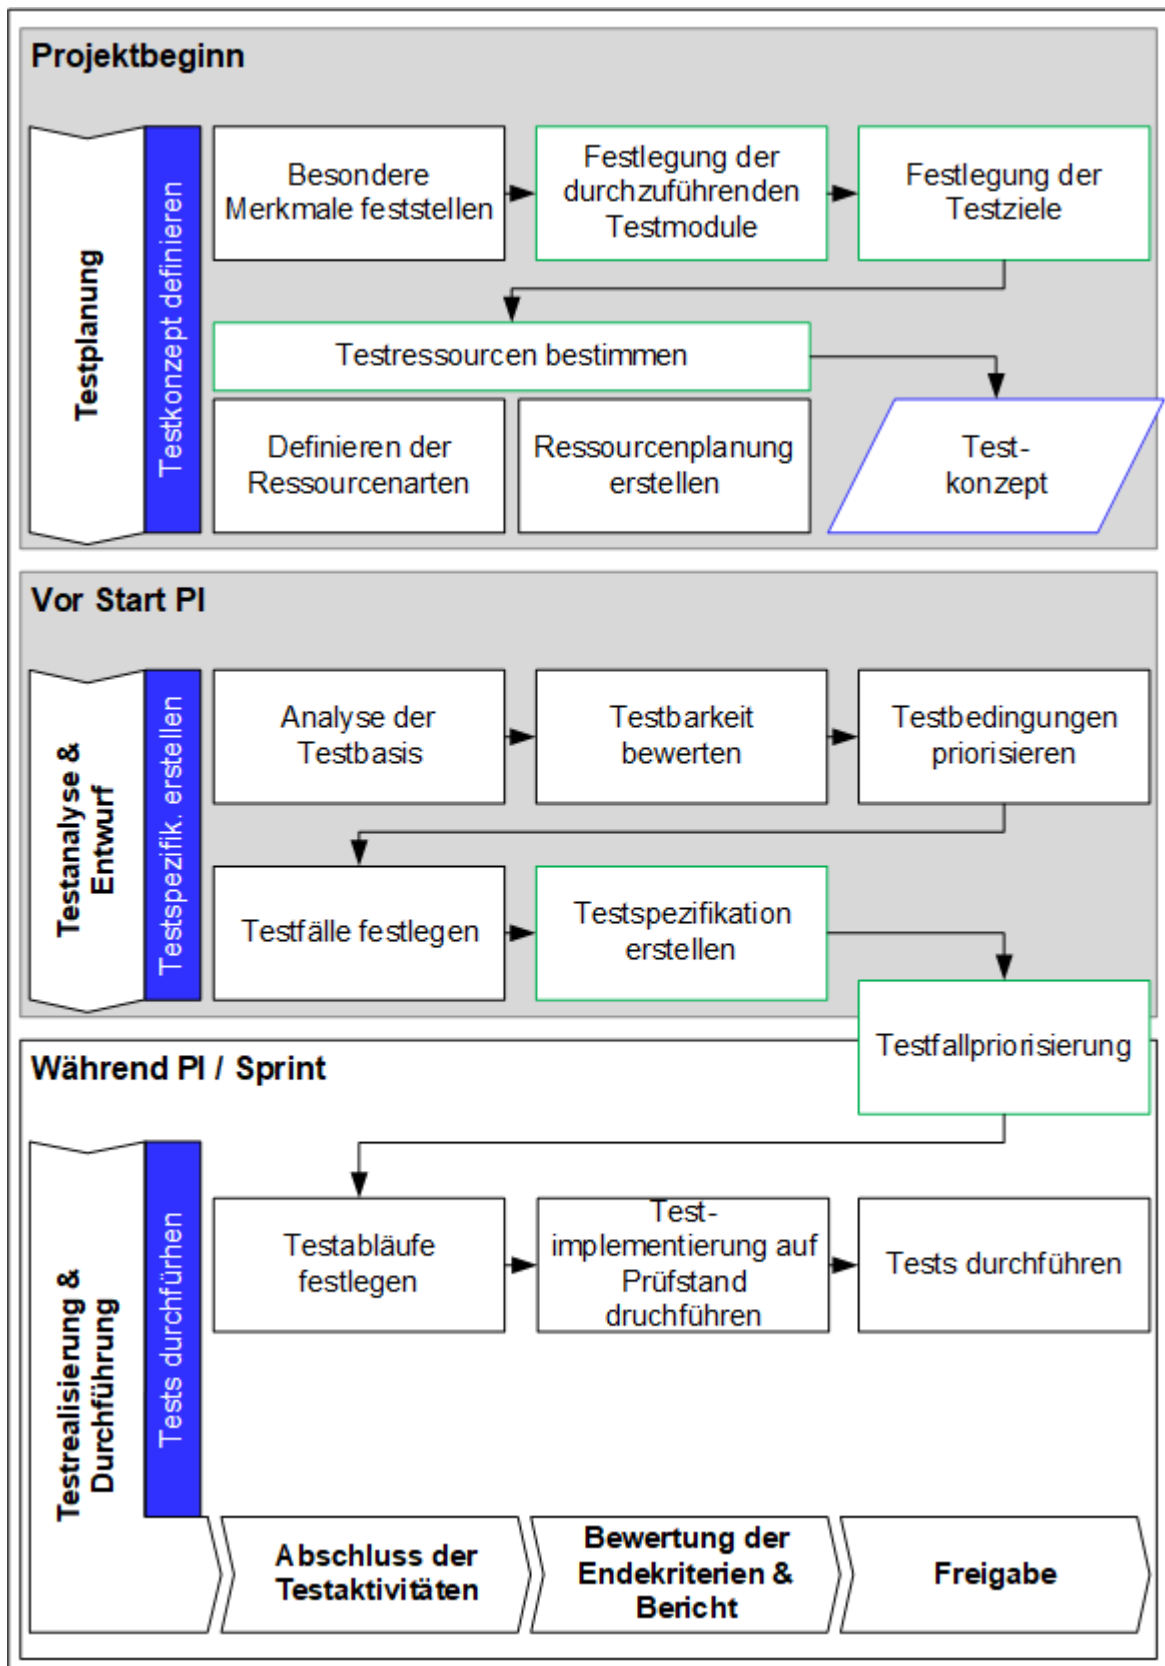 Projektbeginn
Testplanung
Testkonzept definieren
Besondere
Merkmale feststellen
Festlegung der
durchzuführenden
Testmodule
Festlegung der
Testziele
Testressourcen bestimmen
Definieren der
Ressourcenarten
Ressourcenplanung
erstellen
Test-
konzept
Vor Start PI
Testanalyse &
Entwurf
Testspezifik. erstellen
Analyse der
Testbasis
Testbarkeit
bewerten
Testbedingungen
priorisieren
Testfälle festlegen
Testspezifikation
erstellen
Testfallpriorisierung
Während PI / Sprint
Testrealisierung &
Durchführung
Tests durchfürhen
Testabläufe
festlegen
Test-
implementierung auf
Prüfstand
druchführen
Tests durchführen
Abschluss der
Testaktivitäten
Bewertung der
Endekriterien &
Bericht
Freigabe